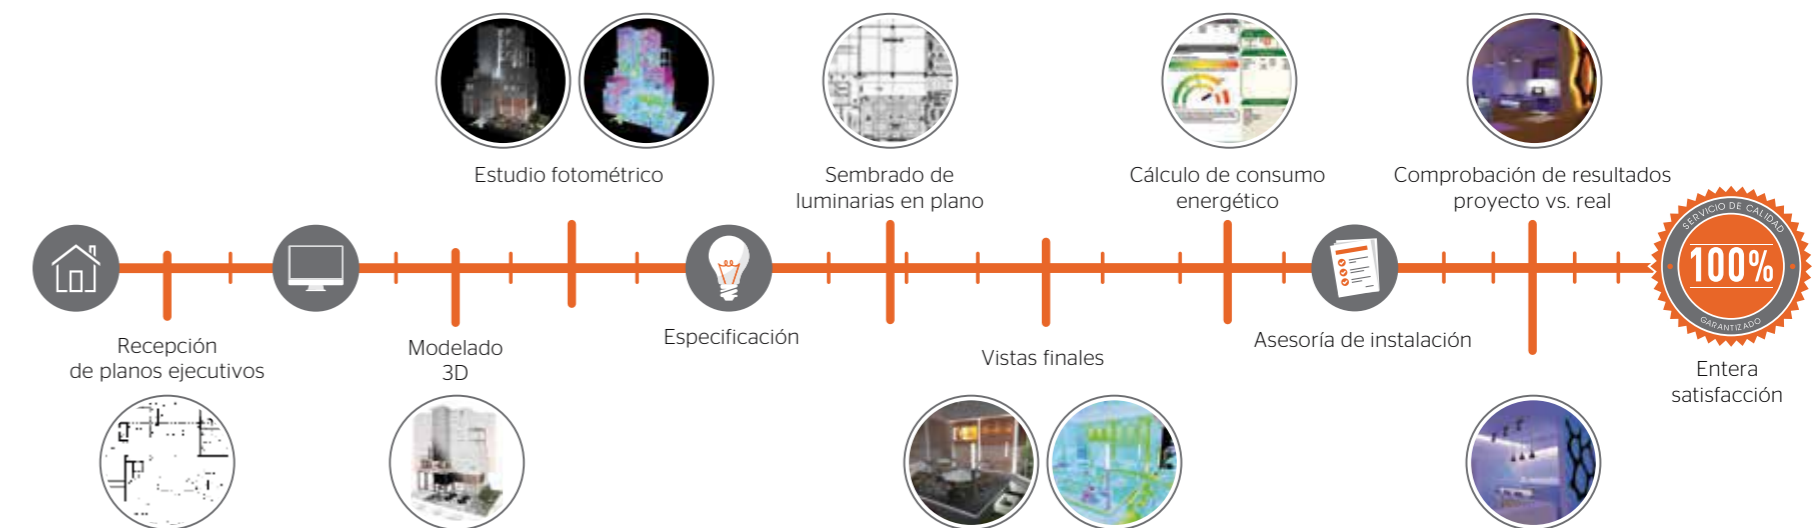 Estudio fotométrico
Sembrado de
luminarias en plano
Cálculo de consumo
energético
Comprobación de resultados
proyecto vs. real
SERVICIO DE CALIDAD
100%
GARANTIZADO
Recepción
de planos ejecutivos
Modelado
3D
Especificación
Vistas finales
Asesoría de instalación
Entera
satisfacción